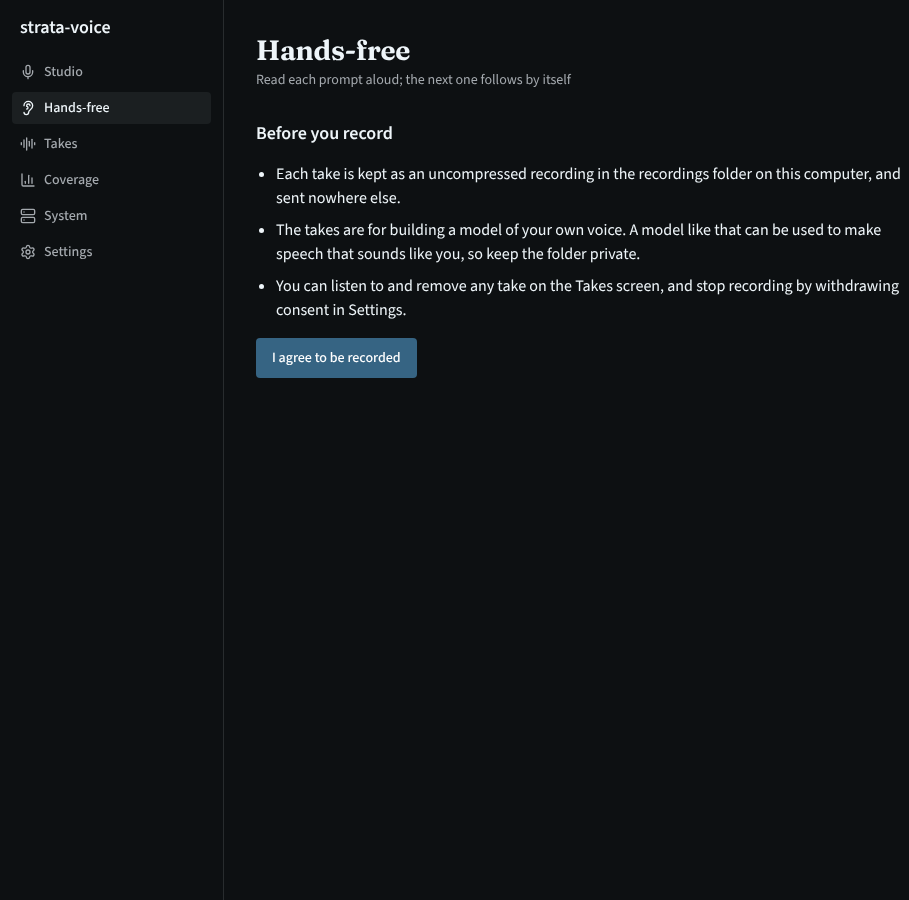 strata-voice
Studio
Hands-free
Takes
Coverage
System
Settings
Hands-free
Read each prompt aloud; the next one follows by itself
Before you record
Each take is kept as an uncompressed recording in the recordings folder on this computer, and
sent nowhere else.
The takes are for building a model of your own voice. A model like that can be used to make
speech that sounds like you, so keep the folder private.
You can listen to and remove any take on the Takes screen, and stop recording by withdrawing
consent in Settings.
I agree to be recorded